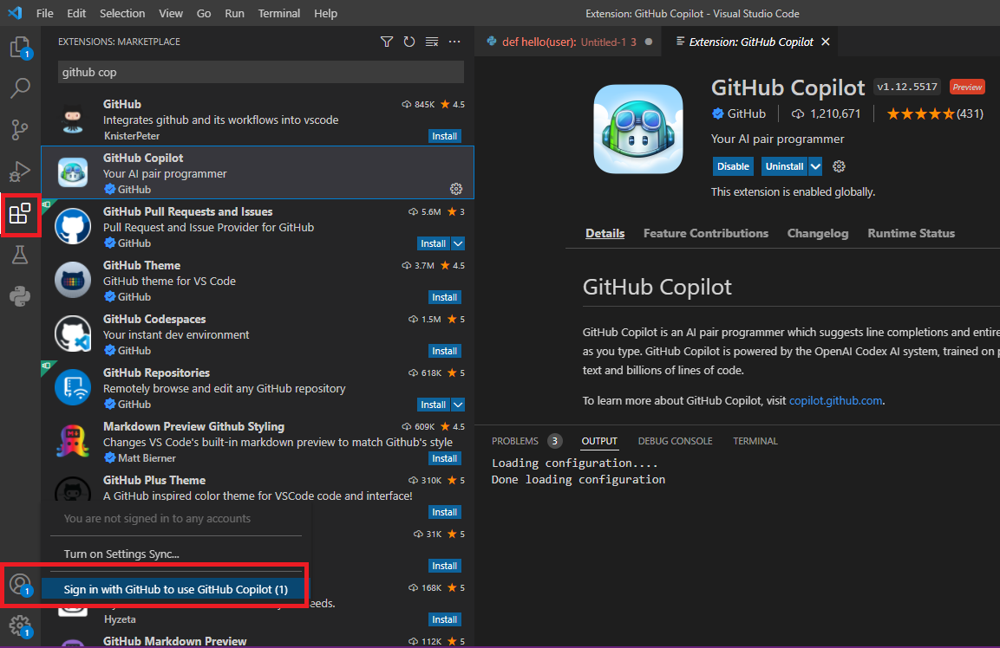 File Edit Selection View Go Run Terminal Help
Extension: GitHub Copilot - Visual Studio Code
EXTENSIONS: MARKETPLACE
github cop
GitHub 845K 4.5
Integrates github and its workflows into vscode
KnisterPeter Install
GitHub Copilot
Your AI pair programmer
GitHub
GitHub Pull Requests and Issues 5.6M 3
Pull Request and Issue Provider for GitHub
GitHub Install
GitHub Theme 3.7M 4.5
GitHub theme for VS Code
GitHub Install
GitHub Codespaces 1.5M 5
Your instant dev environment
GitHub Install
GitHub Repositories 618K 5
Remotely browse and edit any GitHub repository
GitHub Install
Markdown Preview Github Styling 609K 4.5
Changes VS Code's built-in markdown preview to match Github's style
Matt Bierner Install
GitHub Plus Theme 310K 5
A GitHub inspired color theme for VSCode code and interface!
Install
You are not signed in to any accounts
31K 5
Turn on Settings Sync...
Install
Sign in with GitHub to use GitHub Copilot (1)
168K 5
eeds.
Hyzeta Install
GitHub Markdown Preview 112K 5
1
1
1
def hello(user): Untitled-1 3
Extension: GitHub Copilot
GitHub Copilot v1.12.5517 Preview
GitHub 1,210,671 (431)
Your AI pair programmer
Disable Uninstall
This extension is enabled globally.
Details Feature Contributions Changelog Runtime Status
GitHub Copilot
GitHub Copilot is an AI pair programmer which suggests line completions and entire
as you type. GitHub Copilot is powered by the OpenAI Codex AI system, trained on p
text and billions of lines of code.
To learn more about GitHub Copilot, visit copilot.github.com.
PROBLEMS 3 OUTPUT DEBUG CONSOLE TERMINAL
Loading configuration....
Done loading configuration